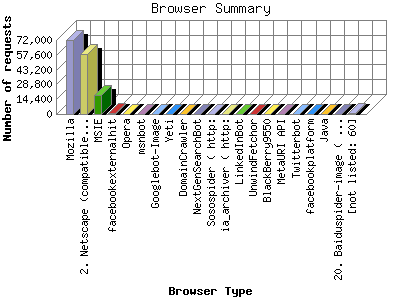 Browser Summary
Number of requests
72,000
57,600
43,200
28,800
14,400
0
Mozilla
2. Netscape (compatible...
MSIE
facebookexternalhit
Opera
msnbot
Googlebot-Image
Yeti
DomainCrawler
NextGenSearchBot
Sosospider ( http:
ia_archiver ( http:
LinkedInBot
UnwindFetchor
BlackBerry9550
MetaURI API
Twitterbot
facebookplatform
Java
20. Baiduspider-image ( ...
[not listed: 60]
Browser Type